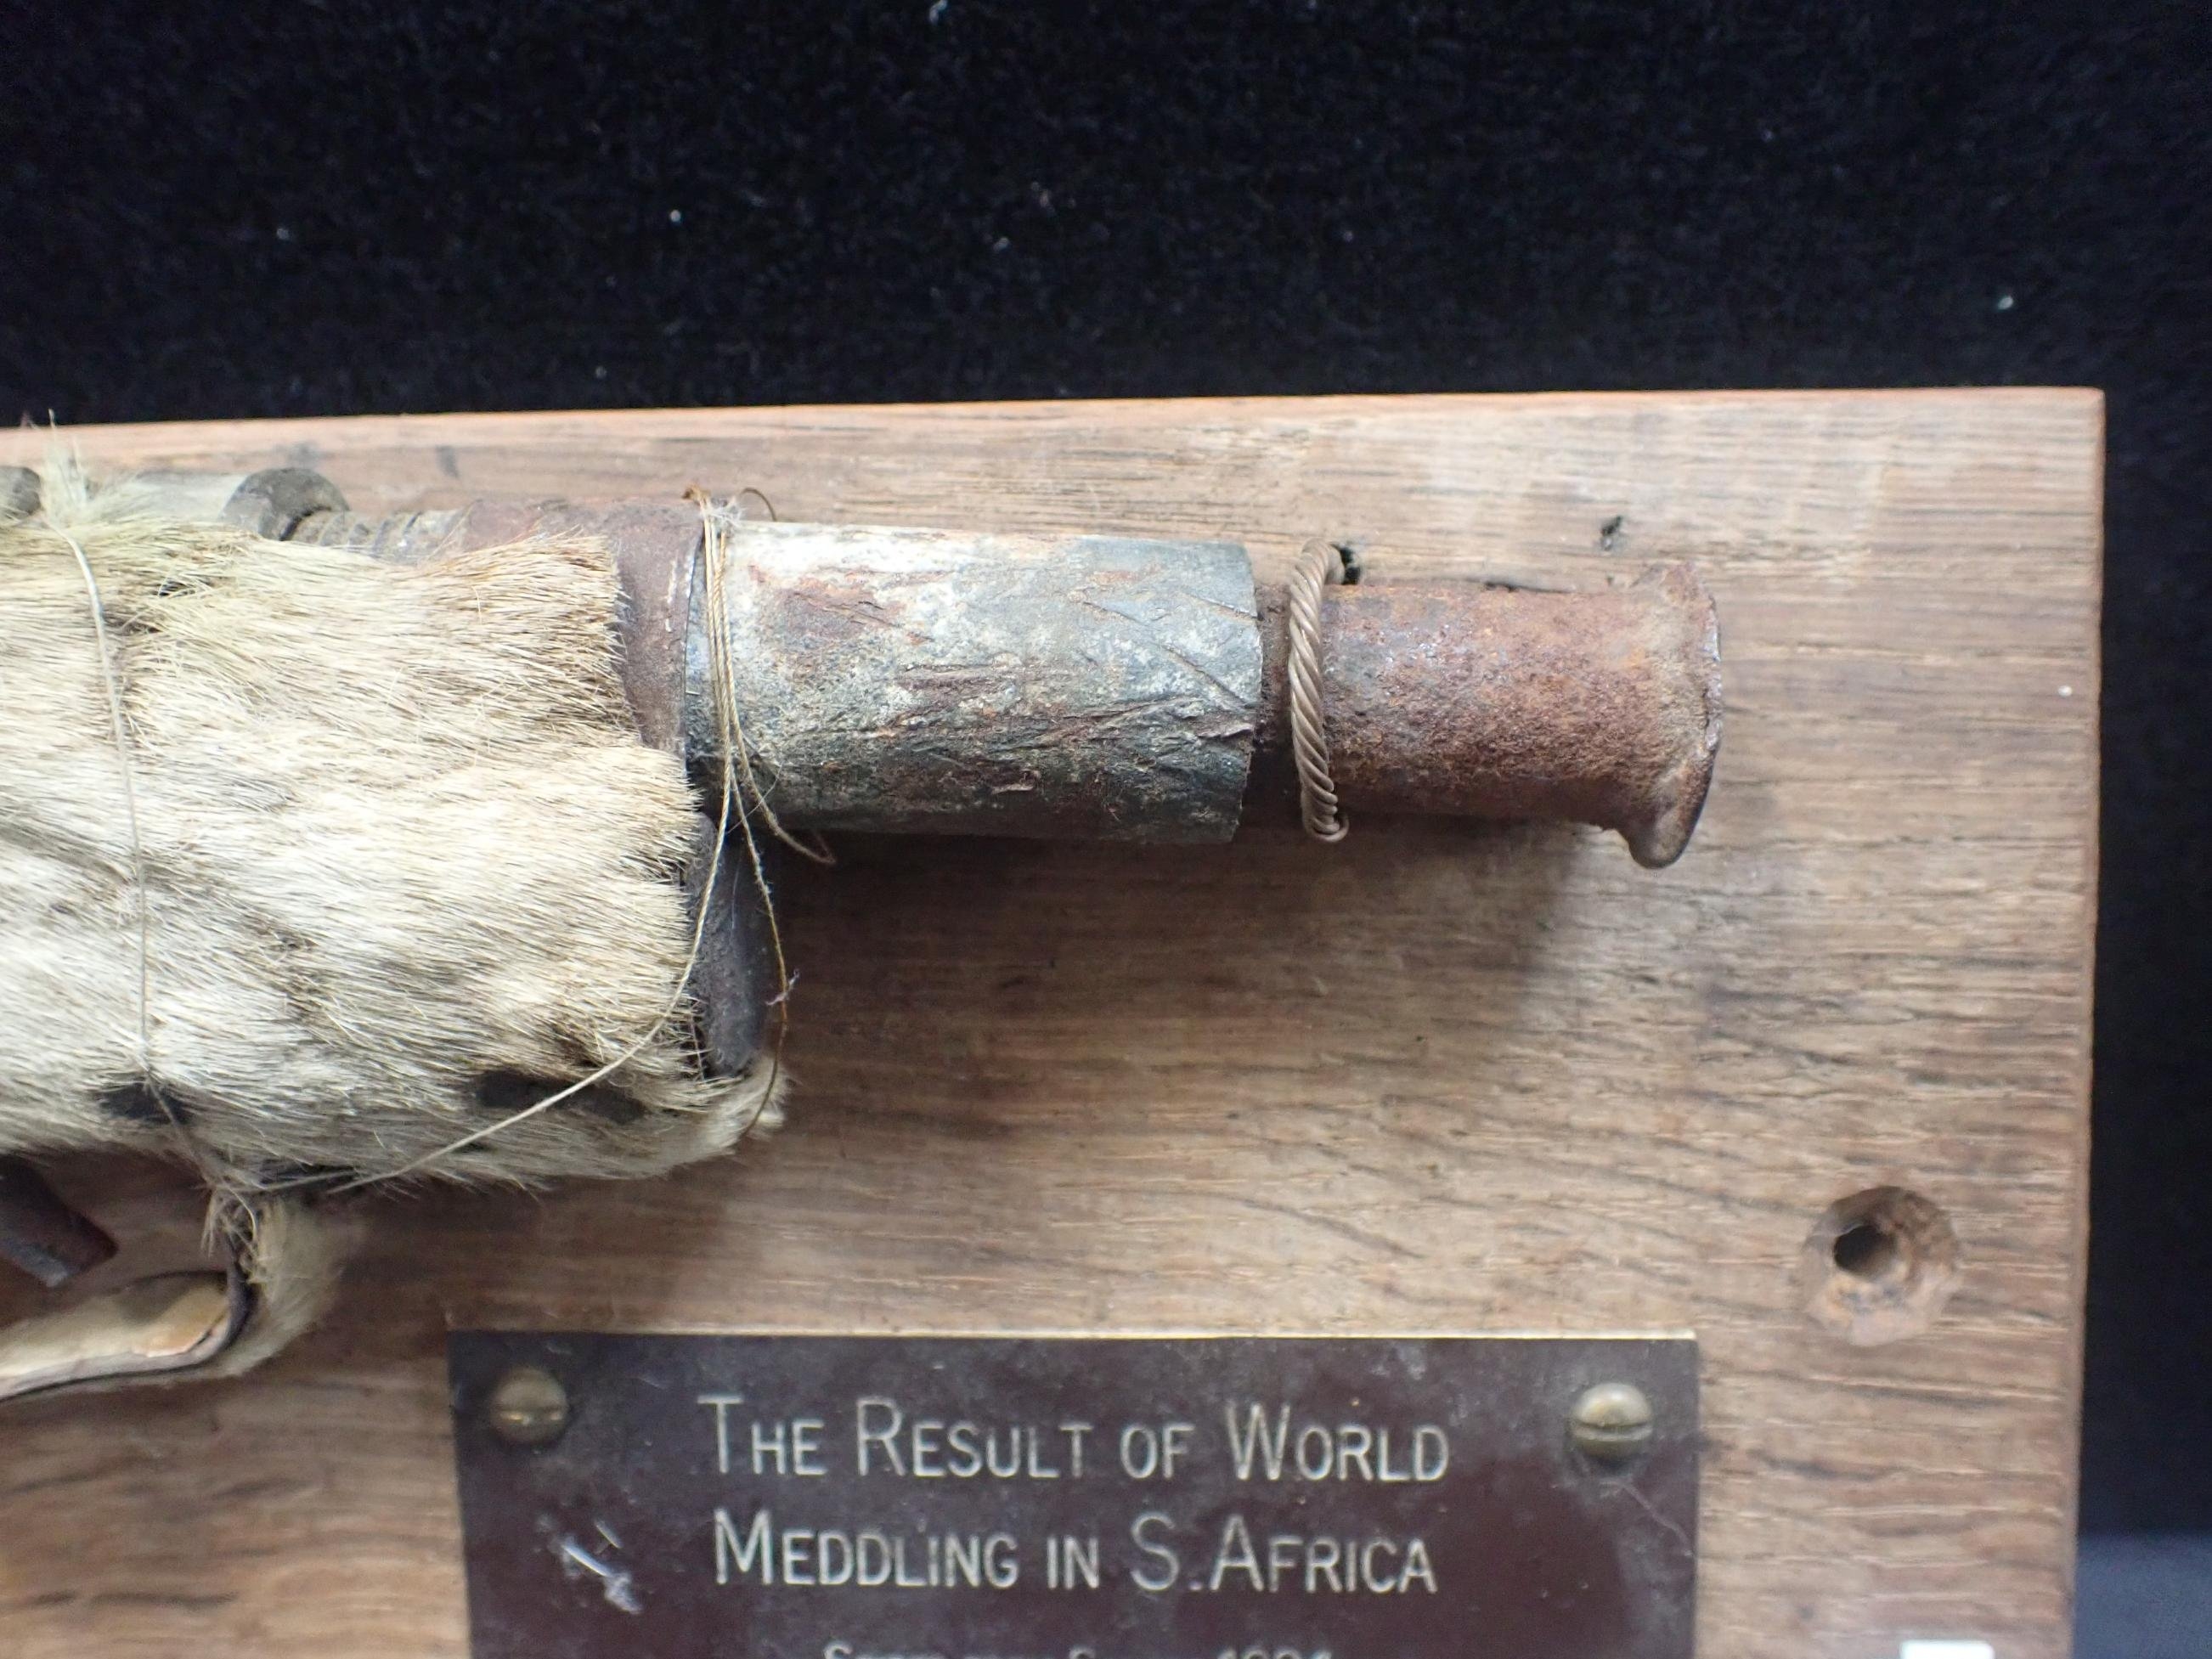 THE RESULT OF WORLD
MEDDLING IN S.AFRICA